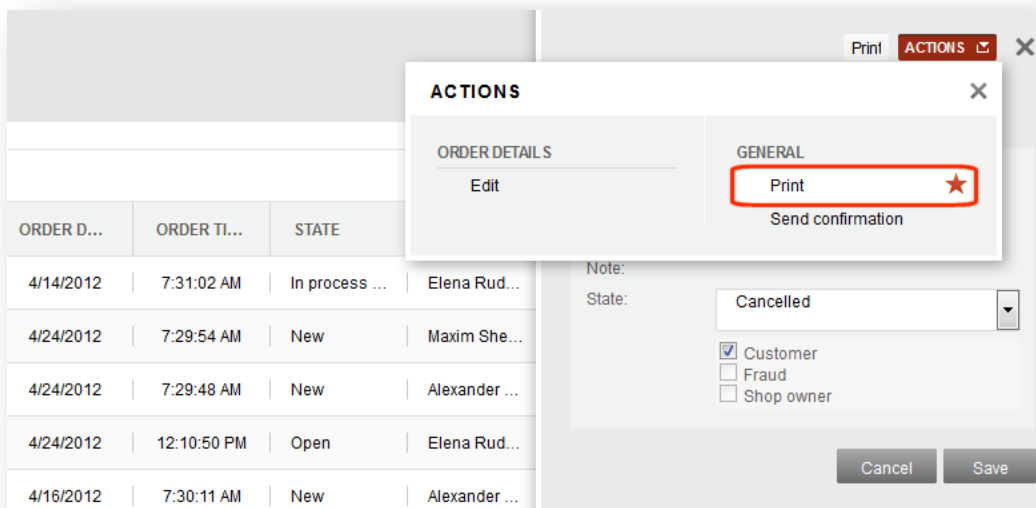 Print ACTIONS
ACTIONS
ORDER DETAILS
GENERAL
Edit
Print
Send confirmation
ORDER D... ORDER TI... STATE
4/14/2012 7:31:02 AM In process ... Elena Rud...
4/24/2012 7:29:54 AM New Maxim She...
4/24/2012 7:29:48 AM New Alexander ...
4/24/2012 12:10:50 PM Open Elena Rud...
4/16/2012 7:30:11 AM New Alexander ...
Note:
State: Cancelled
Customer
Fraud
Shop owner
Cancel Save